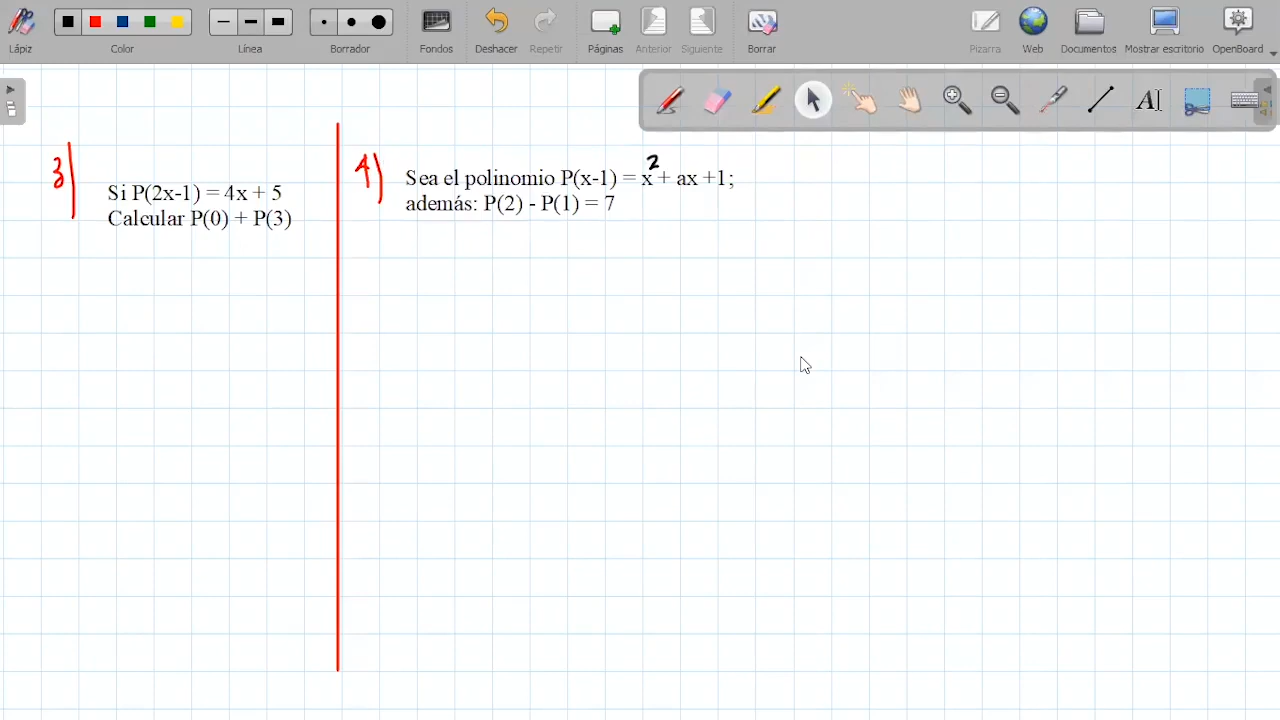 Lápiz
Color
Línea
Borrador
Fondos
Deshacer
Repetir
Páginas
Anterior
Siguiente
Borrar
Pizarra
Web
Documentos
Mostrar escritorio
OpenBoard
A
3)
Si P(2x-1) = 4x + 5
Calcular P(0) + P(3)
4)
Sea el polinomio P(x-1) = x² + ax +1;
además: P(2) - P(1) = 7